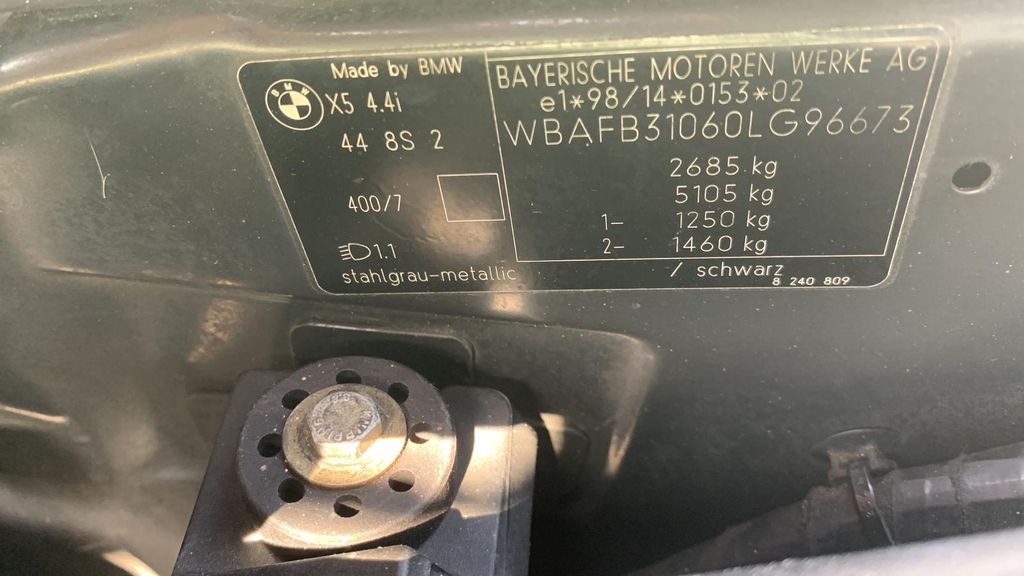 Made by BMW
BMW
X5 4.4i
44 8S 2
400/7
1.1
stahlgrau-metallic / schwarz
8 240 809
BAYERISCHE MOTOREN WERKE AG
e1*98/14*0153*02
WBAFB31060LG96673
2685 kg
5105 kg
1- 1250 kg
2- 1460 kg